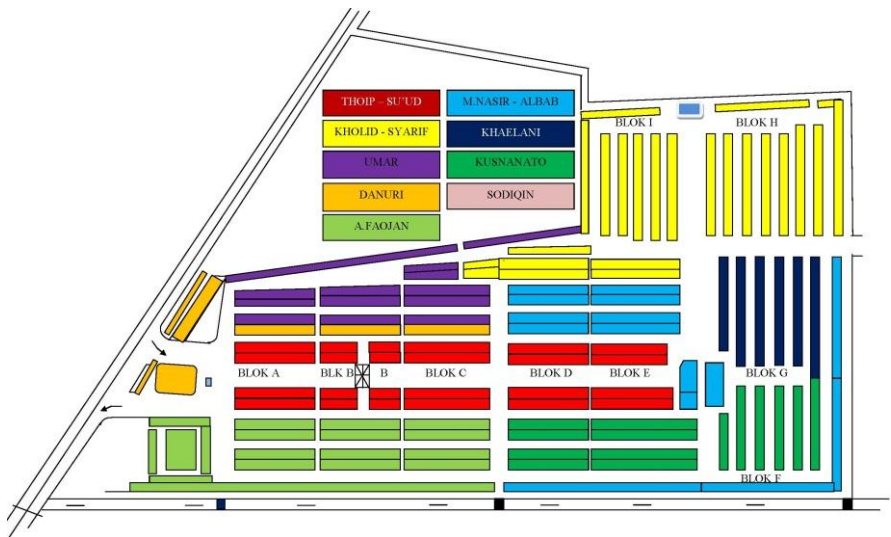 THOIP – SU'UD
M.NASIR - ALBAB
KHOLID - SYARIF
KHAELANI
UMAR
KUSNANATO
DANURI
SODIQIN
A.FAOJAN
BLOK I
BLOK H
BLOK A
BLK B
B
BLOK C
BLOK D
BLOK E
BLOK G
BLOK F